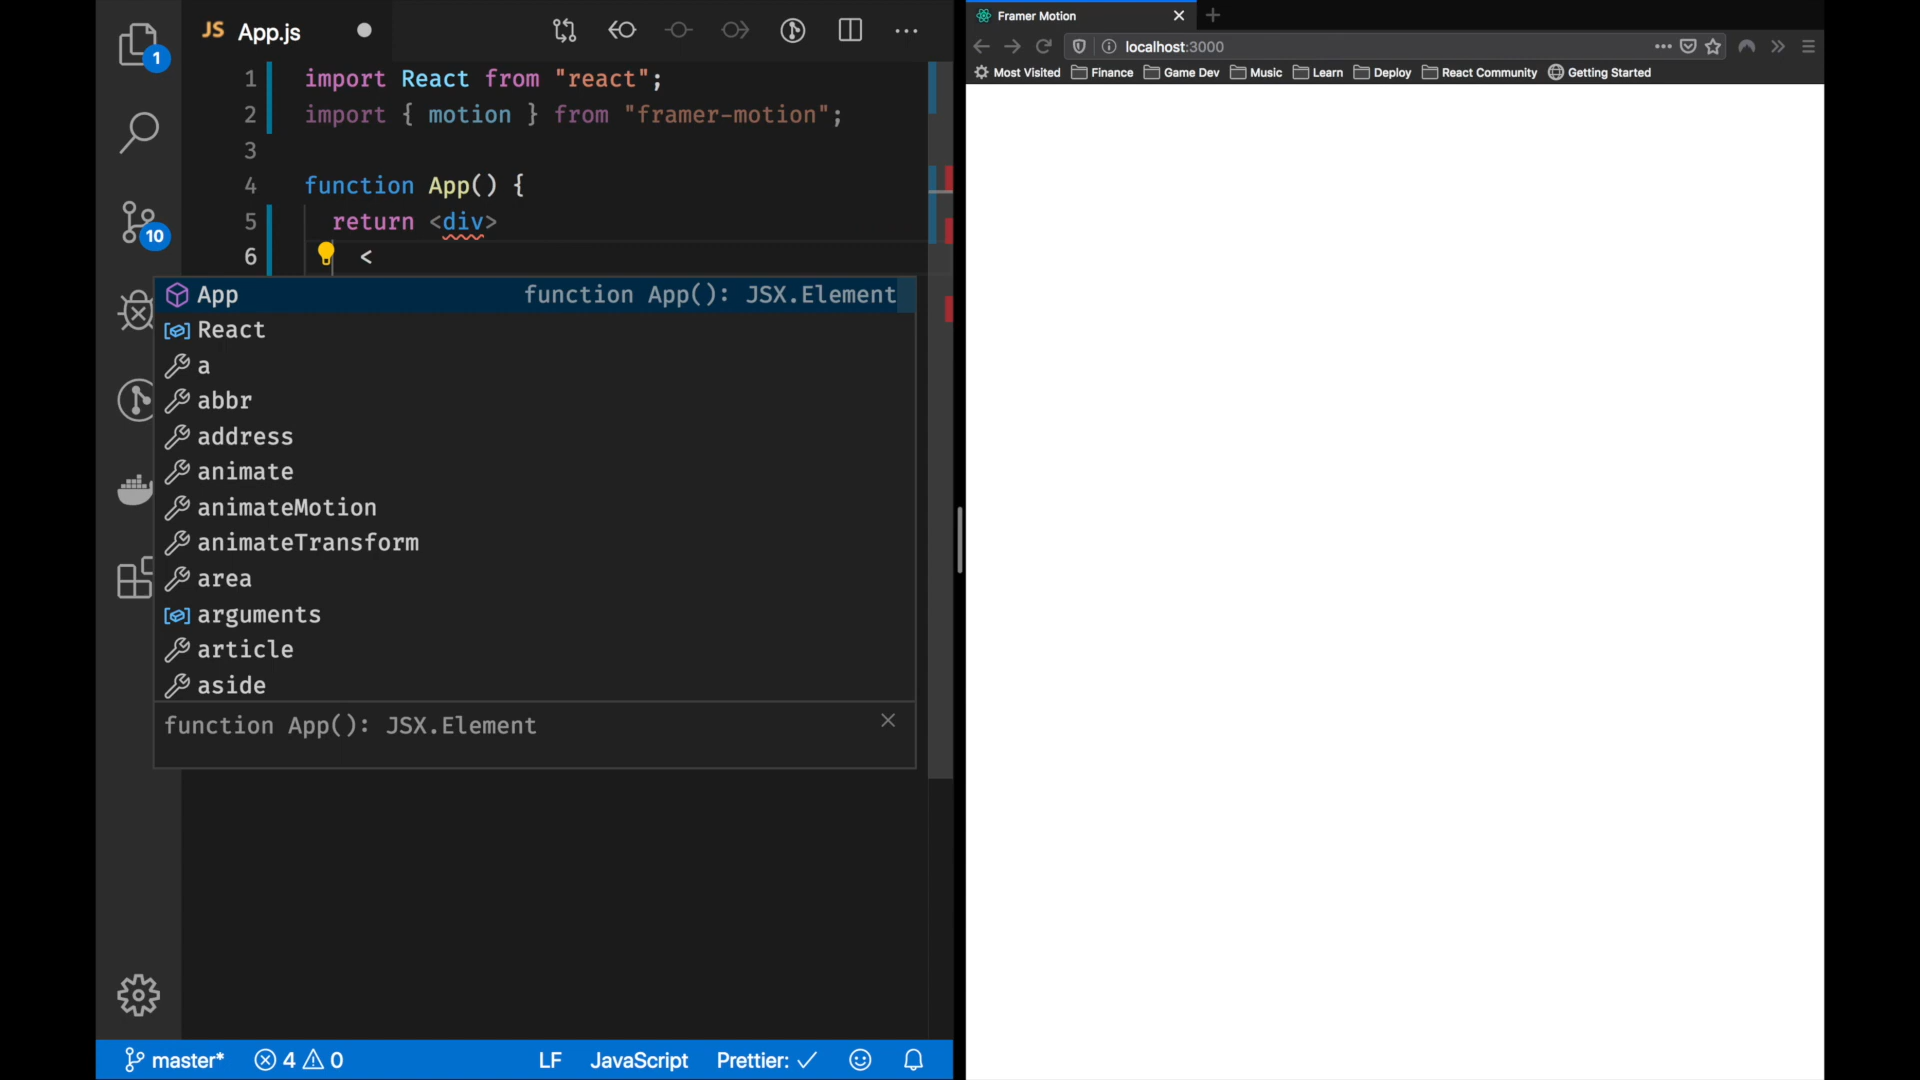 JS App.js
1 import React from "react";
2 import { motion } from "framer-motion";
3
4 function App() {
5 return <div>
6 <
App function App(): JSX.Element
React
a
abbr
address
animate
animateMotion
animateTransform
area
arguments
article
aside
function App(): JSX.Element
1
10
master* 4 0 LF JavaScript Prettier: ✓
Framer Motion
localhost:3000
Most Visited Finance Game Dev Music Learn Deploy React Community Getting Started